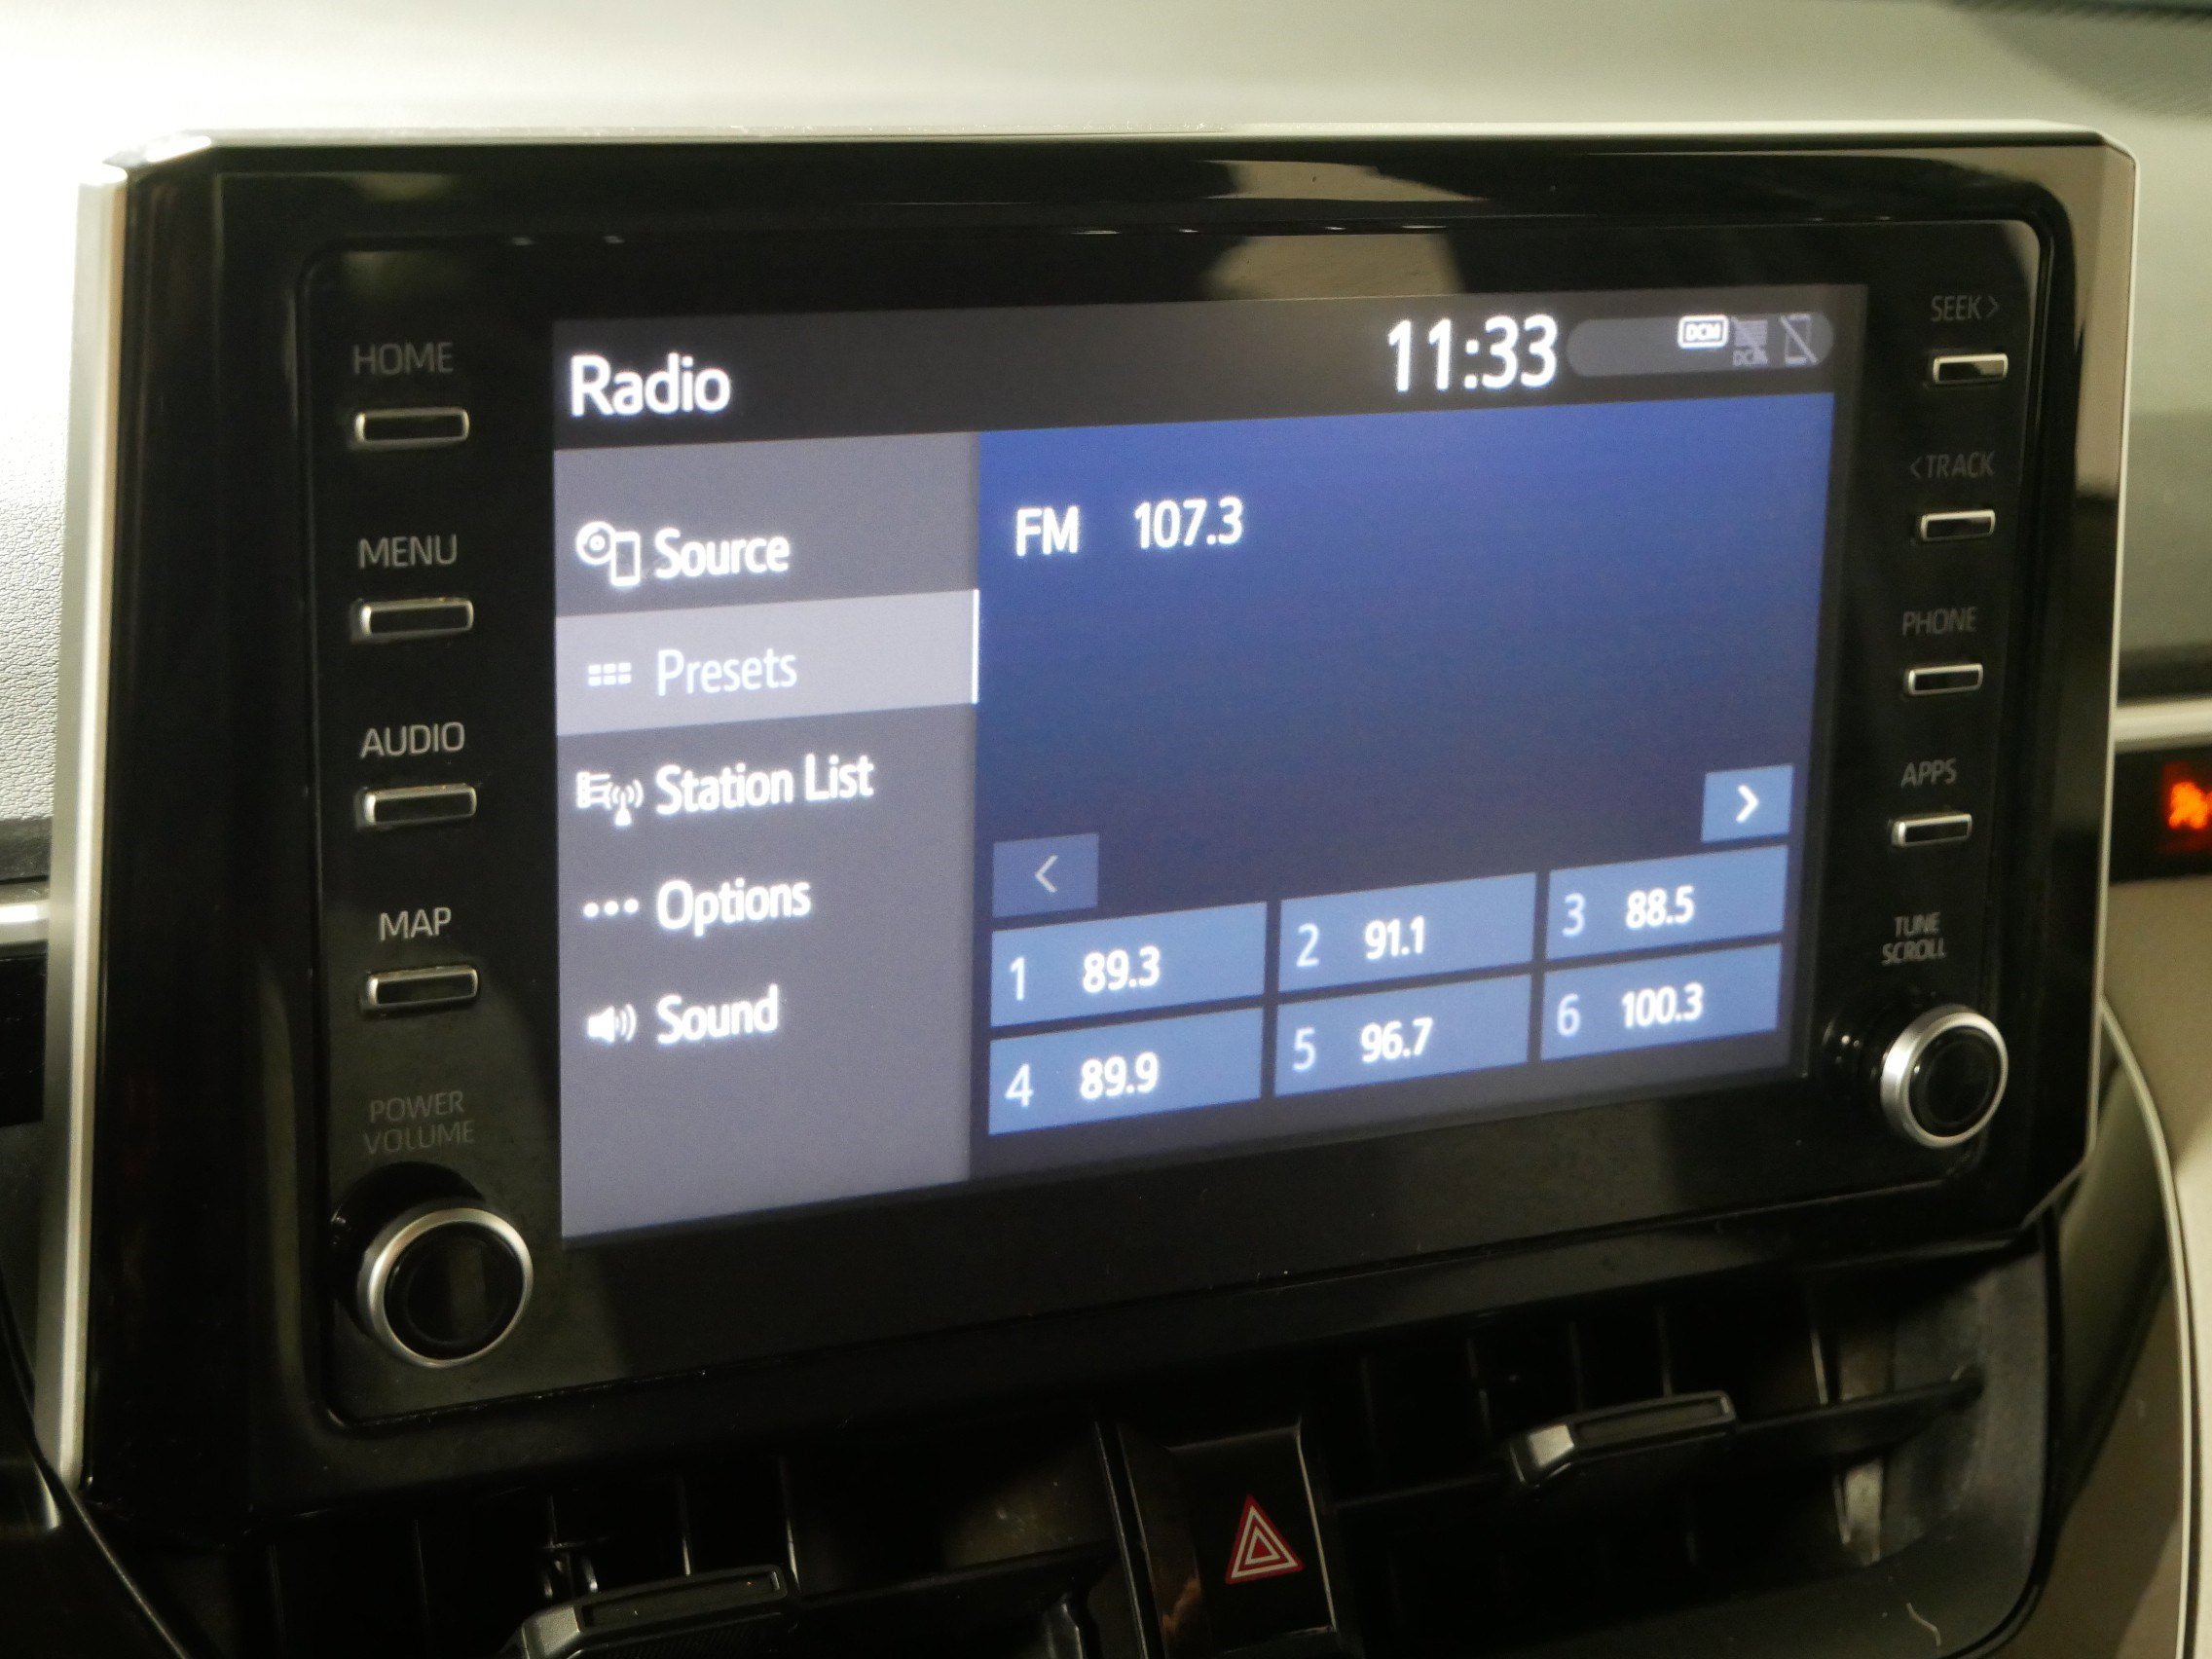 HOME
MENU
AUDIO
MAP
POWER
VOLUME
Radio
11:33
DCM
DCM
Source
Presets
Station List
Options
Sound
FM 107.3
1 89.3
2 91.1
3 88.5
4 89.9
5 96.7
6 100.3
SEEK >
< TRACK
PHONE
APPS
TUNE
SCROLL